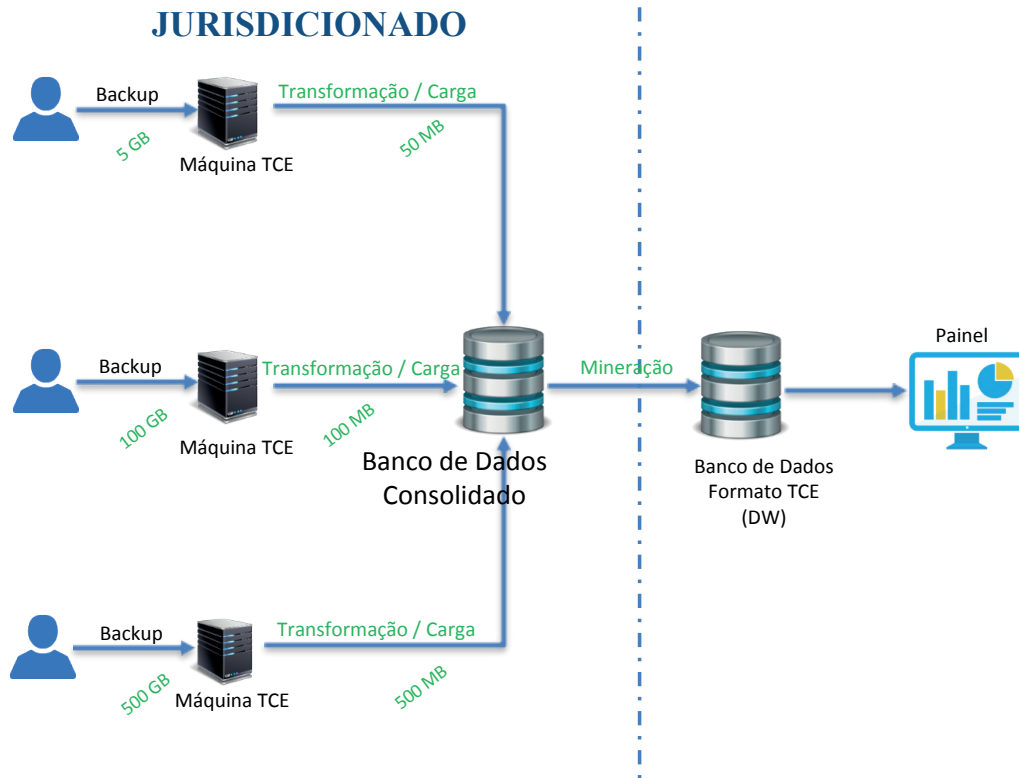 JURISDICIONADO
Backup
5 GB
Máquina TCE
Transformação / Carga
50 MB
Backup
100 GB
Máquina TCE
Transformação / Carga
100 MB
Banco de Dados
Consolidado
Mineração
Banco de Dados
Formato TCE
(DW)
Painel
Backup
500 GB
Máquina TCE
Transformação / Carga
500 MB